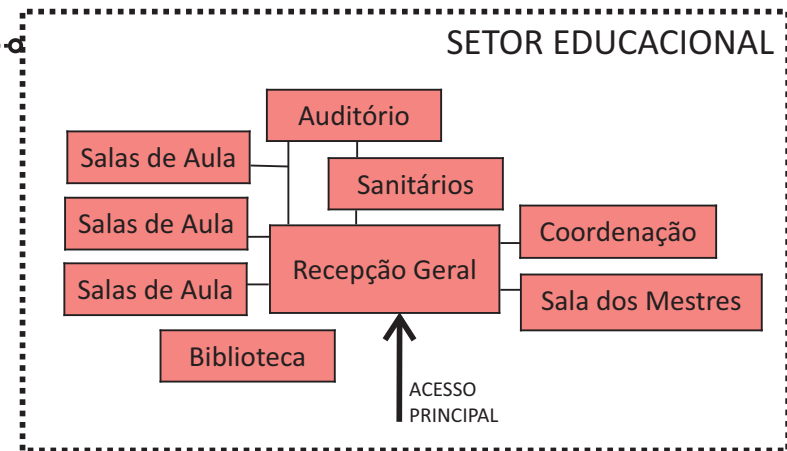 SETOR EDUCACIONAL
Auditório
Salas de Aula
Sanitários
Salas de Aula
Coordenação
Recepção Geral
Salas de Aula
Sala dos Mestres
Biblioteca
ACESSO
PRINCIPAL